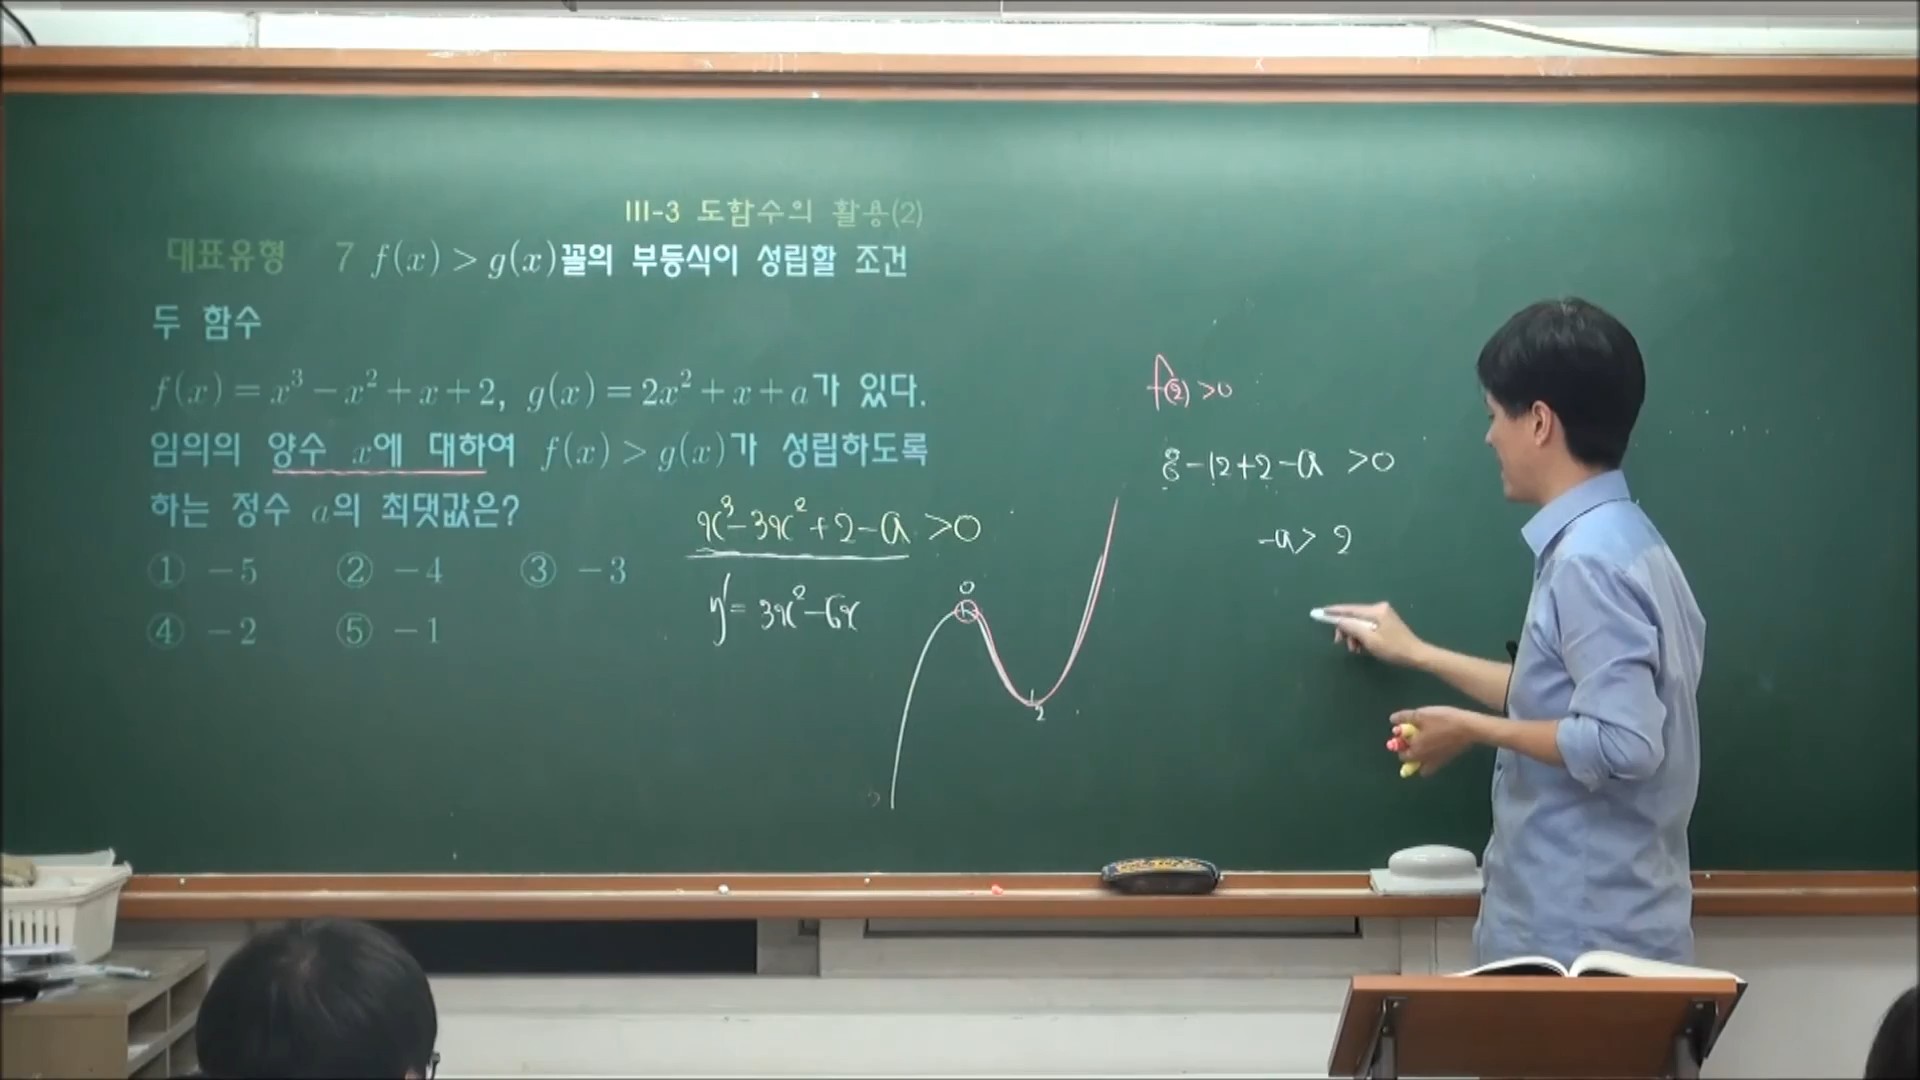 III-3 도함수의 활용(2)
대표유형 7 f(x) > g(x)꼴의 부등식이 성립할 조건
두 함수
f(x) = x³ − x² + x + 2, g(x) = 2x² + x + a가 있다.
임의의 양수 x에 대하여 f(x) > g(x)가 성립하도록
하는 정수 a의 최댓값은?
① −5 ② −4 ③ −3
④ −2 ⑤ −1
x³ − 3x² + 2 − a > 0
y′ = 3x² − 6x
0
2
f(2) > 0
8 − 12 + 2 − a > 0
−a > 2